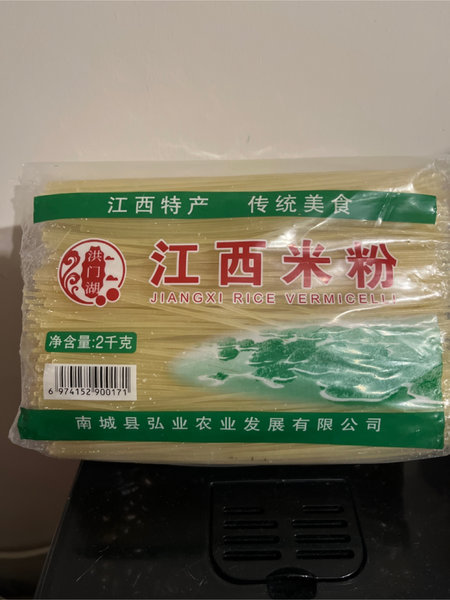 江西特产 传统美食
洪门湖
江西米粉
JIANGXI RICE VERMICELLI
净含量:2千克
6 974152 900171
南城县弘业农业发展有限公司